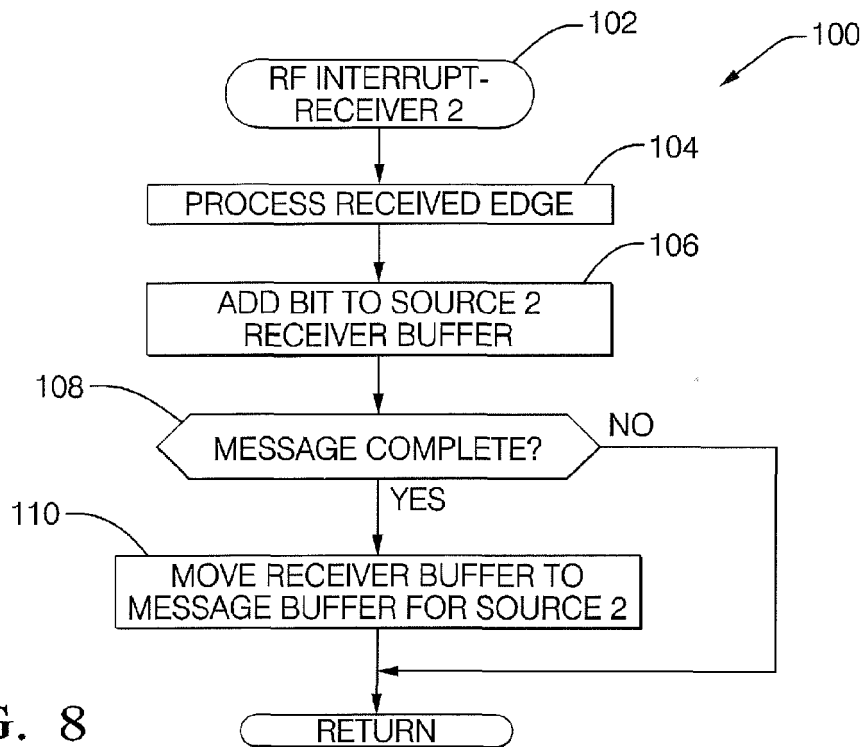 102
100
RF INTERRUPT-
RECEIVER 2
104
PROCESS RECEIVED EDGE
106
ADD BIT TO SOURCE 2
RECEIVER BUFFER
108
MESSAGE COMPLETE?
NO
YES
110
MOVE RECEIVER BUFFER TO
MESSAGE BUFFER FOR SOURCE 2
G. 8
RETURN